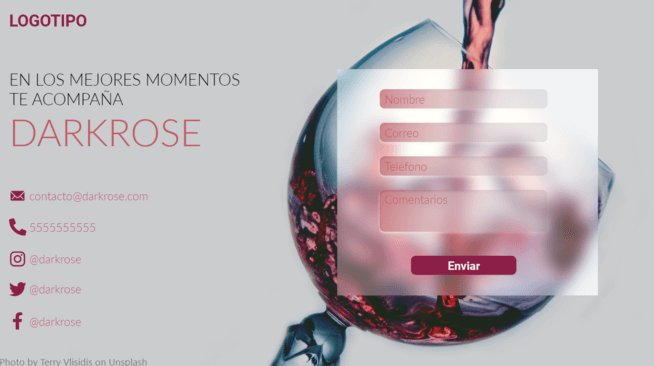 LOGOTIPO
EN LOS MEJORES MOMENTOS
TE ACOMPAÑA
DARKROSE
contacto@darkrose.com
5555555555
@darkrose
@darkrose
@darkrose
Nombre
Correo
Teléfono
Comentarios
Enviar
Photo by Terry Vlisidis on Unsplash